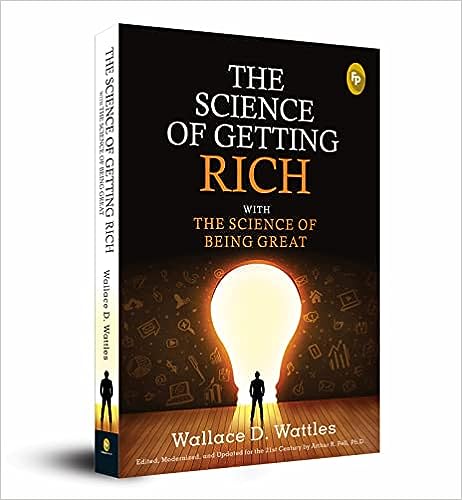 THE SCIENCE OF GETTING RICH
WITH THE SCIENCE OF BEING GREAT
Wallace D. Wattles
FP
THE
SCIENCE
OF GETTING
RICH
WITH
THE SCIENCE OF
BEING GREAT
Wallace D. Wattles
Edited, Modernized, and Updated for the 21st Century by Arthur R. Pell, Ph.D.